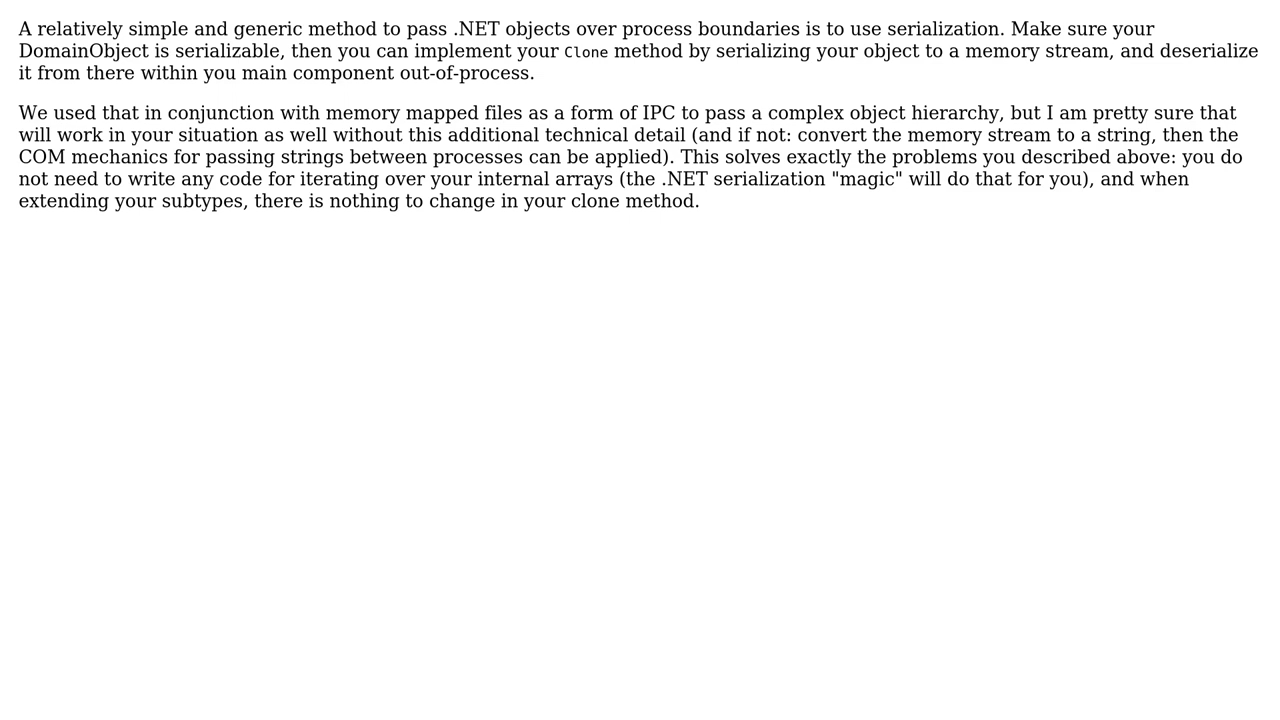 A relatively simple and generic method to pass .NET objects over process boundaries is to use serialization. Make sure your
DomainObject is serializable, then you can implement your Clone method by serializing your object to a memory stream, and deserialize
it from there within you main component out-of-process.
We used that in conjunction with memory mapped files as a form of IPC to pass a complex object hierarchy, but I am pretty sure that
will work in your situation as well without this additional technical detail (and if not: convert the memory stream to a string, then the
COM mechanics for passing strings between processes can be applied). This solves exactly the problems you described above: you do
not need to write any code for iterating over your internal arrays (the .NET serialization "magic" will do that for you), and when
extending your subtypes, there is nothing to change in your clone method.